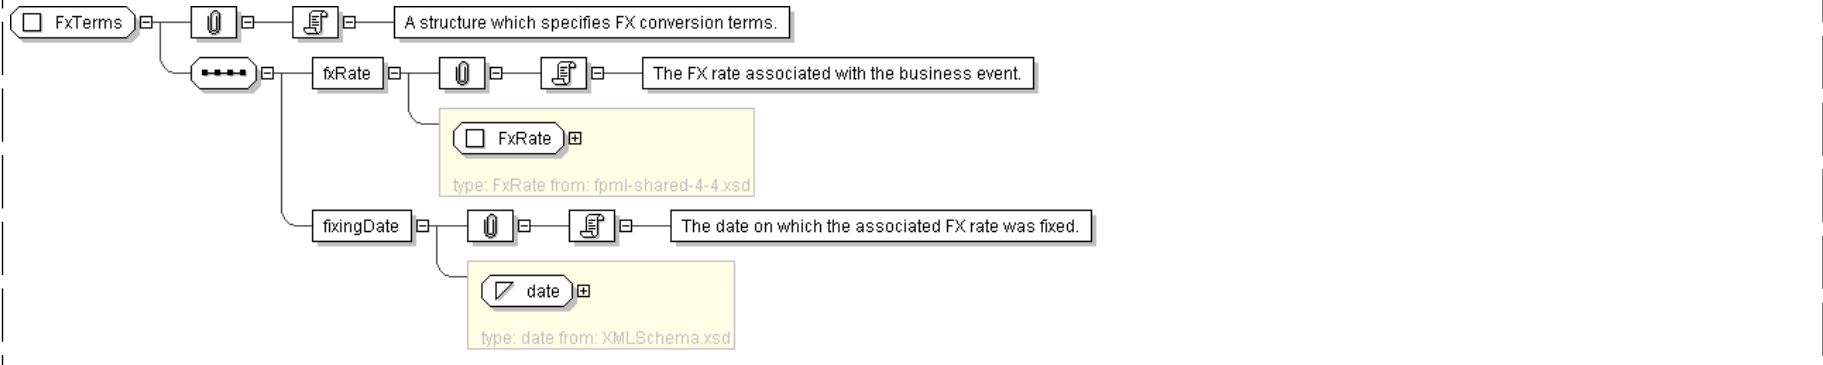 FxTerms A structure which specifies FX conversion terms.
fxRate The FX rate associated with the business event.
FxRate
type: FxRate from: fpml-shared-4-4.xsd
fixingDate The date on which the associated FX rate was fixed.
date
type: date from: XMLSchema.xsd